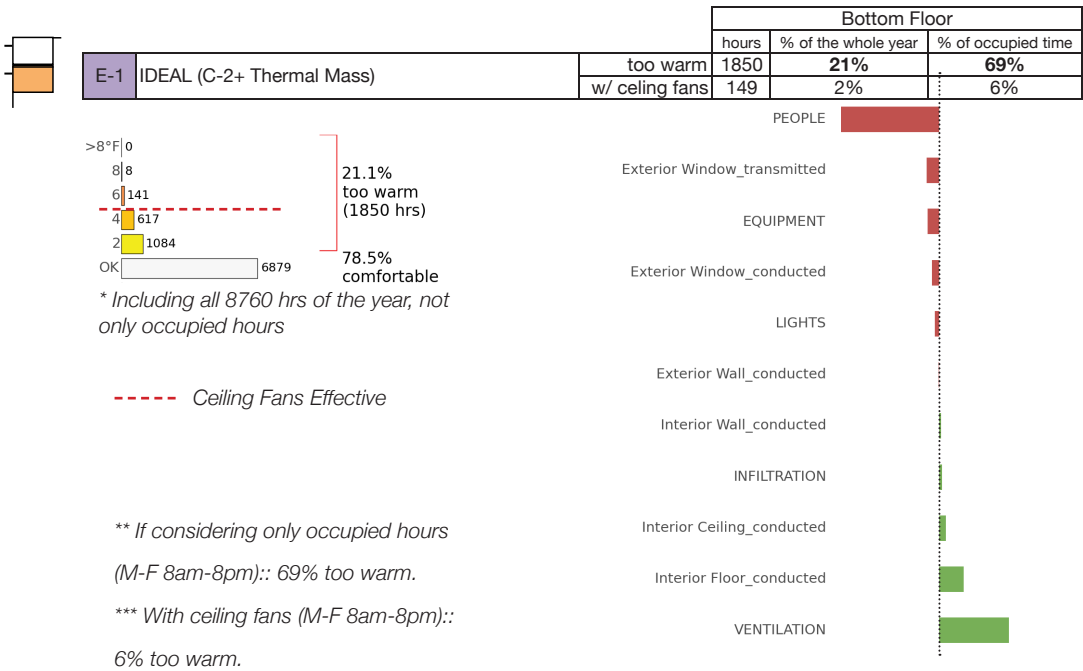 Bottom Floor
hours % of the whole year % of occupied time
E-1 IDEAL (C-2+ Thermal Mass) too warm 1850 21% 69%
w/ celing fans 149 2% 6%
>8°F 0
8 8
6 141
4 617
2 1084
OK 6879
21.1%
too warm
(1850 hrs)
78.5%
comfortable
* Including all 8760 hrs of the year, not
only occupied hours
Ceiling Fans Effective
** If considering only occupied hours
(M-F 8am-8pm):: 69% too warm.
*** With ceiling fans (M-F 8am-8pm)::
6% too warm.
PEOPLE
Exterior Window_transmitted
EQUIPMENT
Exterior Window_conducted
LIGHTS
Exterior Wall_conducted
Interior Wall_conducted
INFILTRATION
Interior Ceiling_conducted
Interior Floor_conducted
VENTILATION